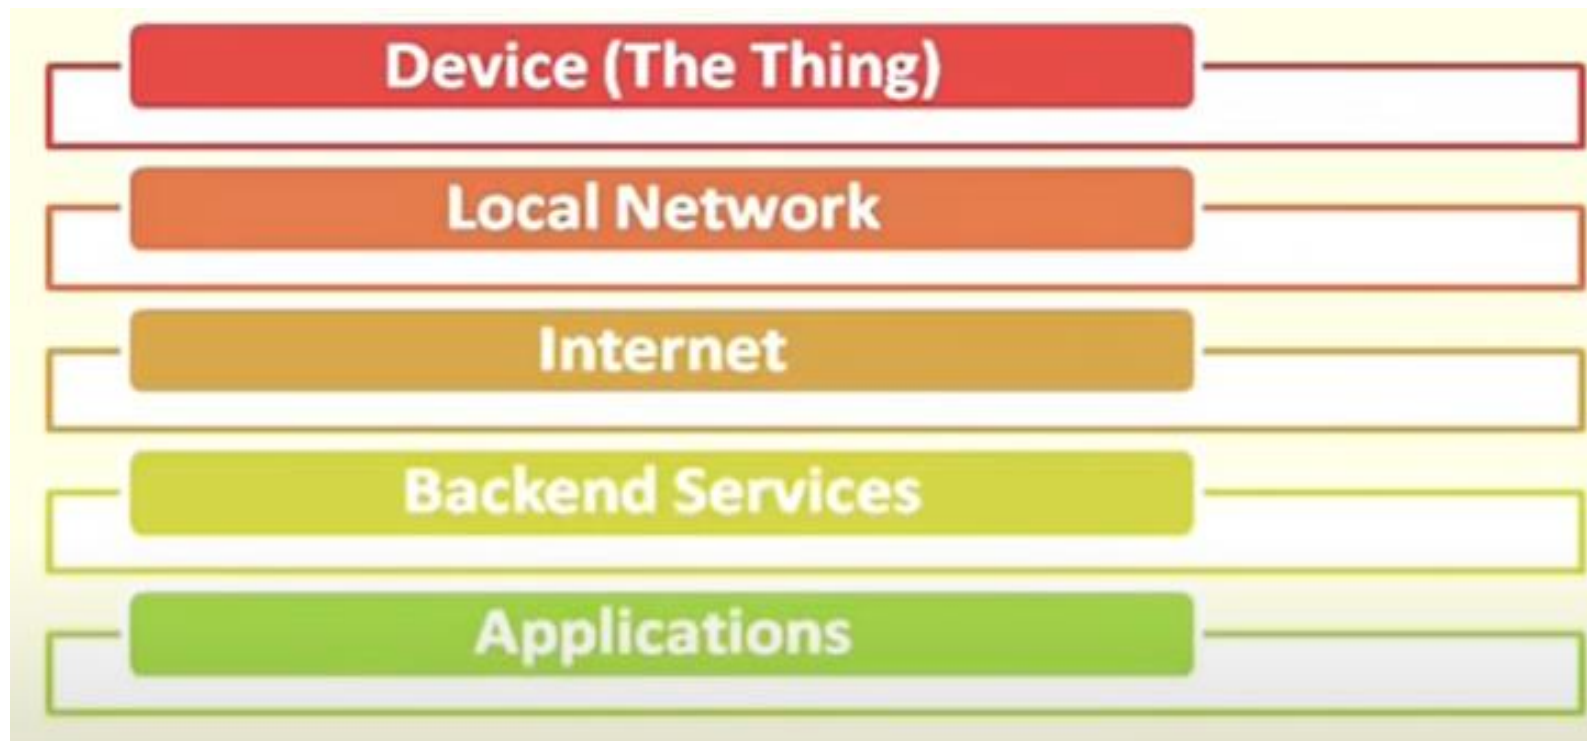 Device (The Thing)
Local Network
Internet
Backend Services
Applications